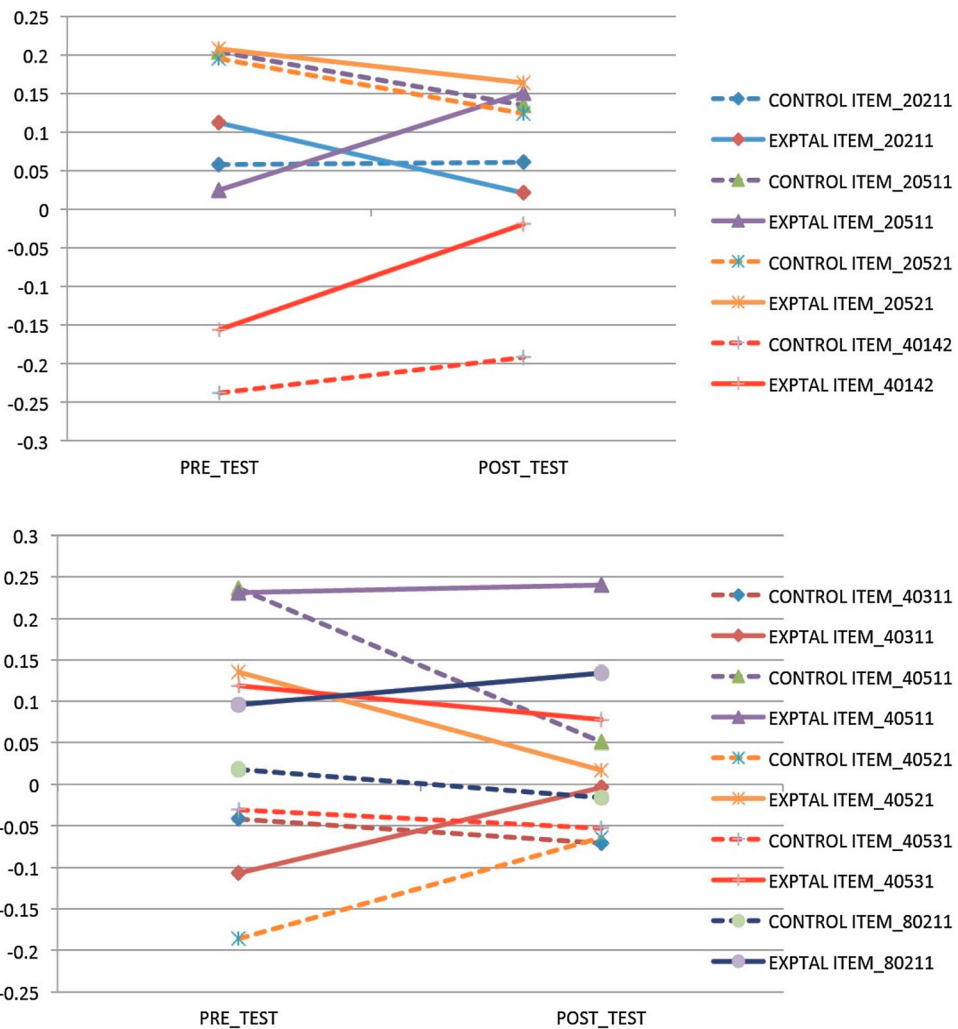 0.25
0.2
0.15
0.1
0.05
0
-0.05
-0.1
-0.15
-0.2
-0.25
-0.3
PRE_TEST POST_TEST
CONTROL ITEM_20211
EXPTAL ITEM_20211
CONTROL ITEM_20511
EXPTAL ITEM_20511
CONTROL ITEM_20521
EXPTAL ITEM_20521
CONTROL ITEM_40142
EXPTAL ITEM_40142
0.3
0.25
0.2
0.15
0.1
0.05
0
-0.05
-0.1
-0.15
-0.2
-0.25
PRE_TEST POST_TEST
CONTROL ITEM_40311
EXPTAL ITEM_40311
CONTROL ITEM_40511
EXPTAL ITEM_40511
CONTROL ITEM_40521
EXPTAL ITEM_40521
CONTROL ITEM_40531
EXPTAL ITEM_40531
CONTROL ITEM_80211
EXPTAL ITEM_80211